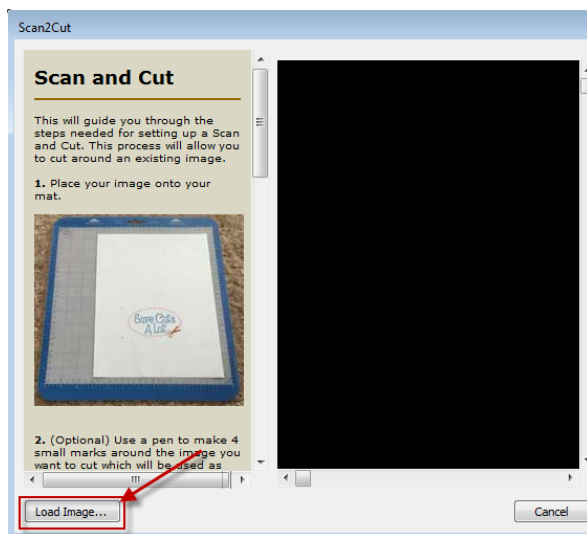 Scan2Cut
Scan and Cut
This will guide you through the
steps needed for setting up a Scan
and Cut. This process will allow you
to cut around an existing image.
1. Place your image onto your
mat.
Sure Cuts
A Lot
2. (Optional) Use a pen to make 4
small marks around the image you
want to cut which will be used as
Load Image...
Cancel